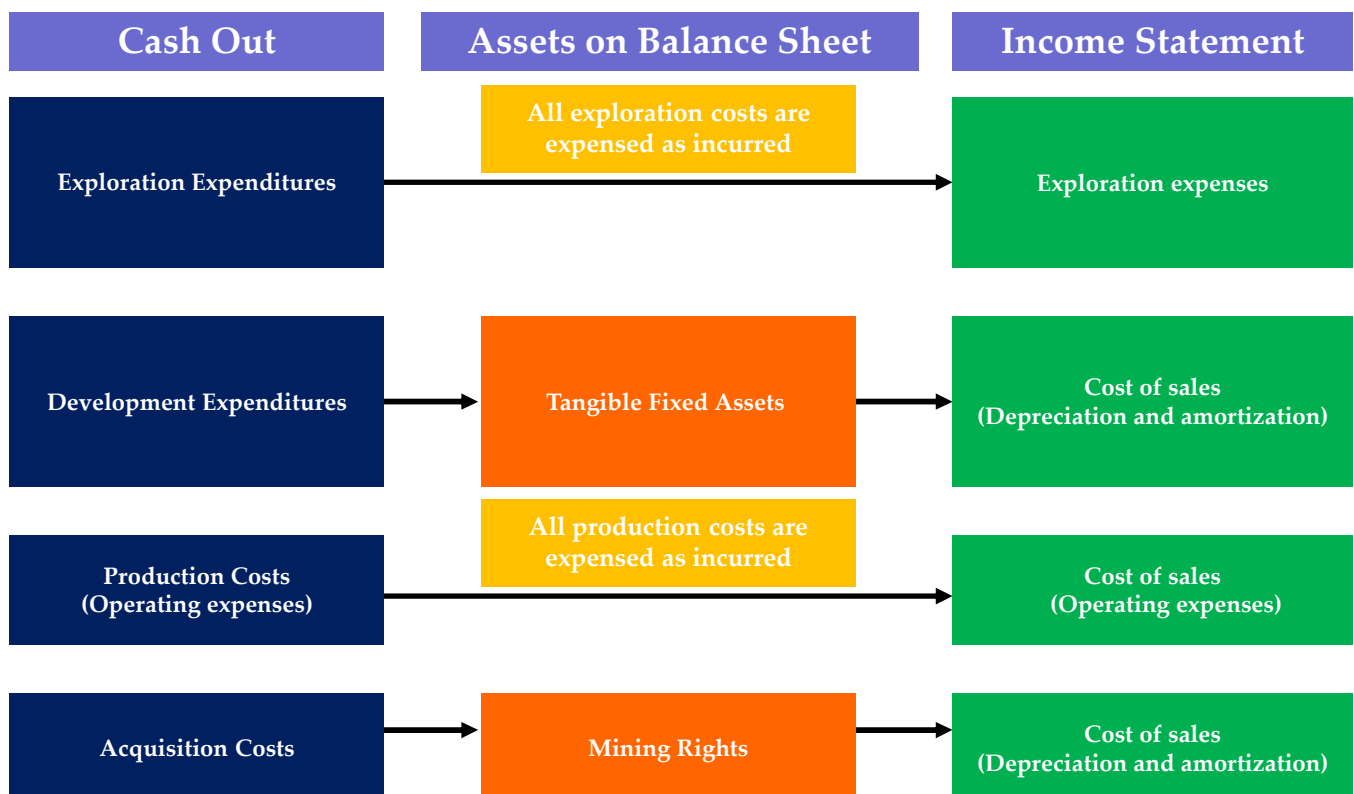 Cash Out
Assets on Balance Sheet
Income Statement
All exploration costs are
expensed as incurred
Exploration Expenditures
Exploration expenses
Development Expenditures
Tangible Fixed Assets
Cost of sales
(Depreciation and amortization)
All production costs are
expensed as incurred
Production Costs
(Operating expenses)
Cost of sales
(Operating expenses)
Acquisition Costs
Mining Rights
Cost of sales
(Depreciation and amortization)